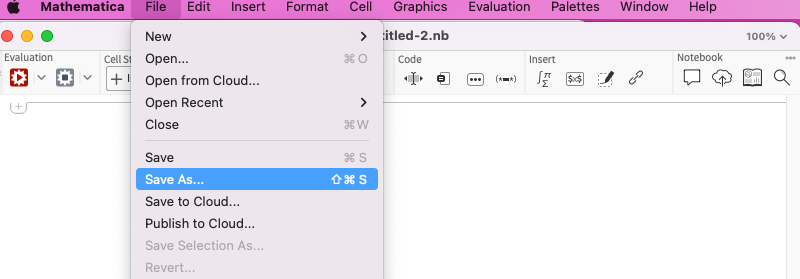 Mathematica File Edit Insert Format Cell Graphics Evaluation Palettes Window Help
titled-2.nb 100%
Evaluation Cell St Code Insert Notebook
New
Open... ⌘O
Open from Cloud...
Open Recent
Close ⌘W
Save ⌘S
Save As... ⇧⌘S
Save to Cloud...
Publish to Cloud...
Save Selection As...
Revert...